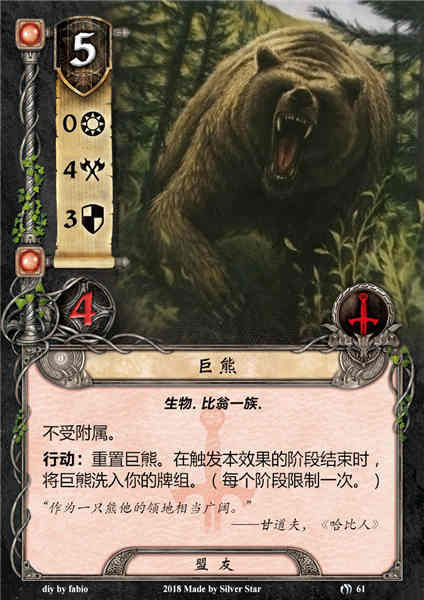 5
0
4
3
4
巨熊
生物. 比翁一族.
不受附属。
行动：重置巨熊。在触发本效果的阶段结束时，
将巨熊洗入你的牌组。（每个阶段限制一次。）
“作为一只熊他的领地相当广阔。”
——甘道夫，《哈比人》
盟友
diy by fabio 2018 Made by Silver Star 61